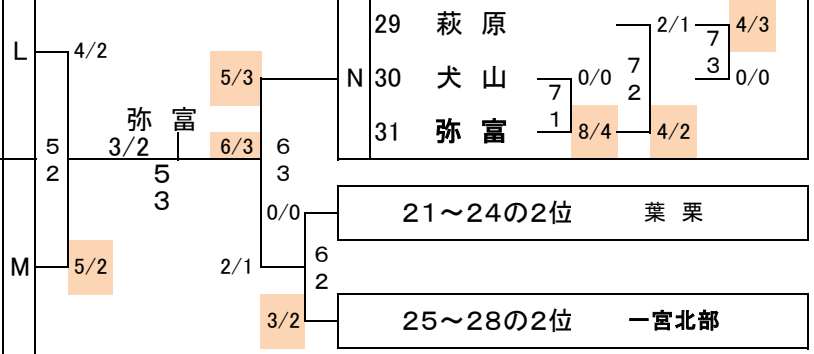 29 萩原 2/1 7 3 4/3
L 4/2 5/3 N 30 犬山 7 1 0/0 7 2 0/0
31 弥富 8/4 4/2
弥富
5 2 3/2 5 3 6/3 6 3
0/0 21～24の2位 葉栗
M 5/2 2/1 6 2
3/2 25～28の2位 一宮北部